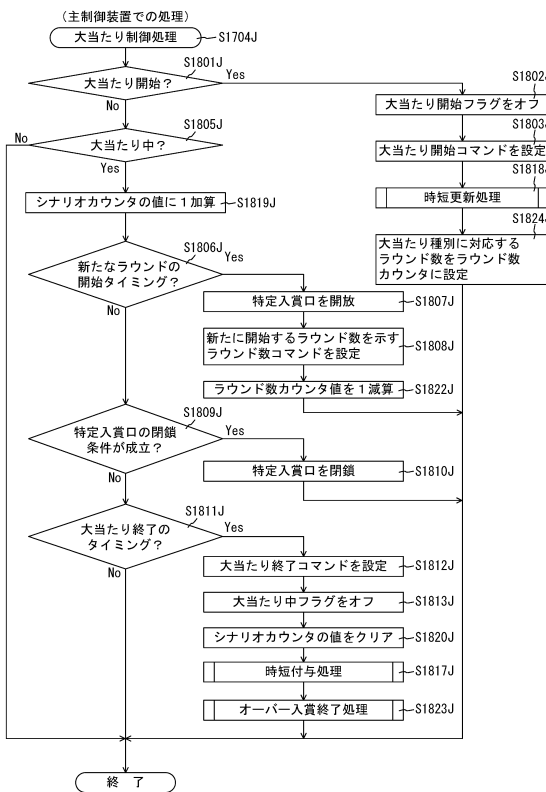 (主制御装置での処理)
大当たり制御処理
S1704J
S1801J
大当たり開始?
Yes
No
S1802J
大当たり開始フラグをオフ
S1803J
大当たり開始コマンドを設定
S1818J
時短更新処理
S1824J
大当たり種別に対応する
ラウンド数をラウンド数
カウンタに設定
S1805J
大当たり中?
No
Yes
シナリオカウンタの値に1加算
S1819J
S1806J
新たなラウンドの
開始タイミング?
Yes
No
特定入賞口を開放
S1807J
新たに開始するラウンド数を示す
ラウンド数コマンドを設定
S1808J
ラウンド数カウンタ値を1減算
S1822J
S1809J
特定入賞口の閉鎖
条件が成立?
Yes
No
特定入賞口を閉鎖
S1810J
S1811J
大当たり終了の
タイミング?
Yes
No
大当たり終了コマンドを設定
S1812J
大当たり中フラグをオフ
S1813J
シナリオカウンタの値をクリア
S1820J
時短付与処理
S1817J
オーバー入賞終了処理
S1823J
終 了